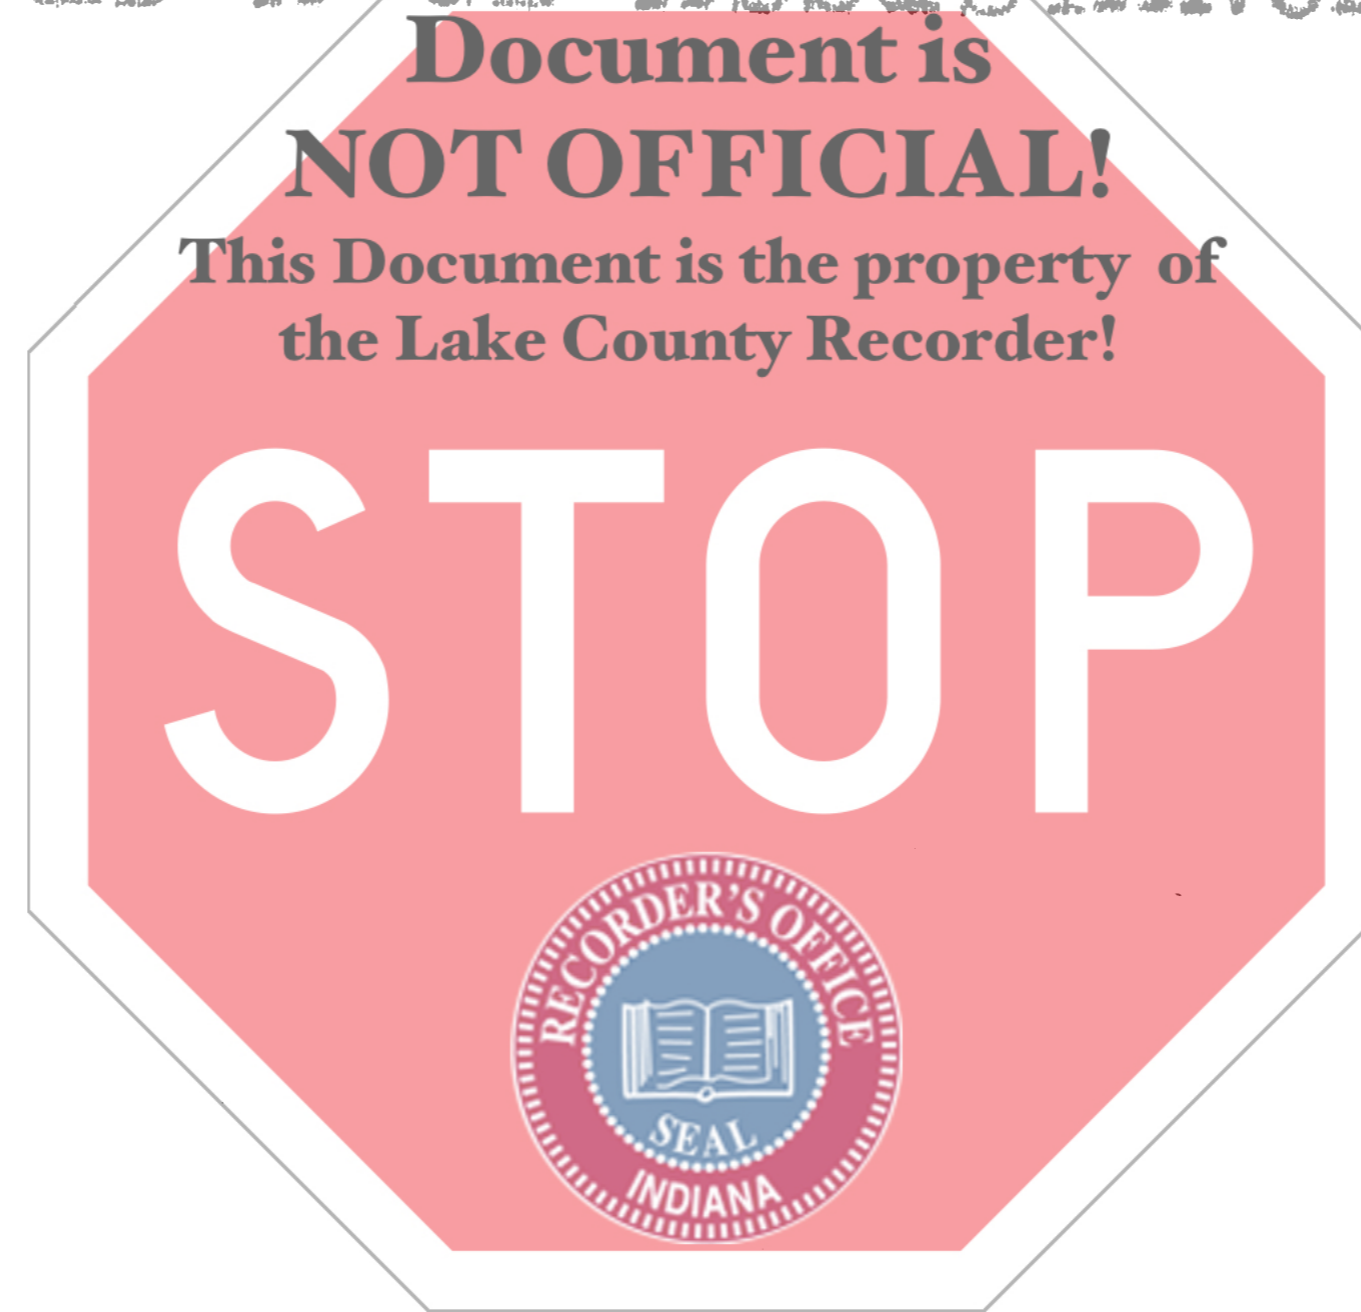 Document is
NOT OFFICIAL!
This Document is the property of
the Lake County Recorder!
STOP
RECORDER'S OFFICE
SEAL
INDIANA